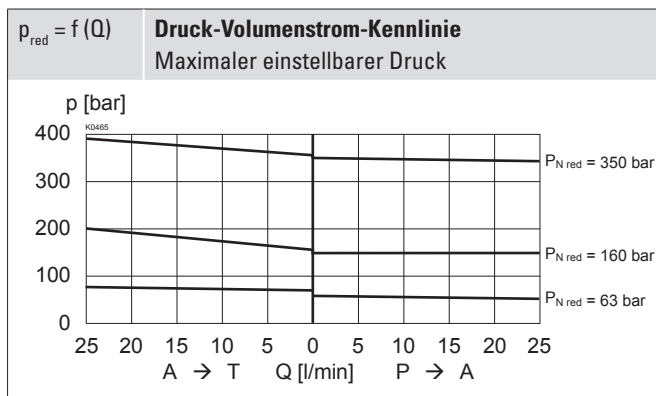 p_red = f (Q) Druck-Volumenstrom-Kennlinie
Maximaler einstellbarer Druck
p [bar]
K0465
400
300
200
100
0
P_N red = 350 bar
P_N red = 160 bar
P_N red = 63 bar
25 20 15 10 5 0 5 10 15 20 25
A → T Q [l/min] P → A